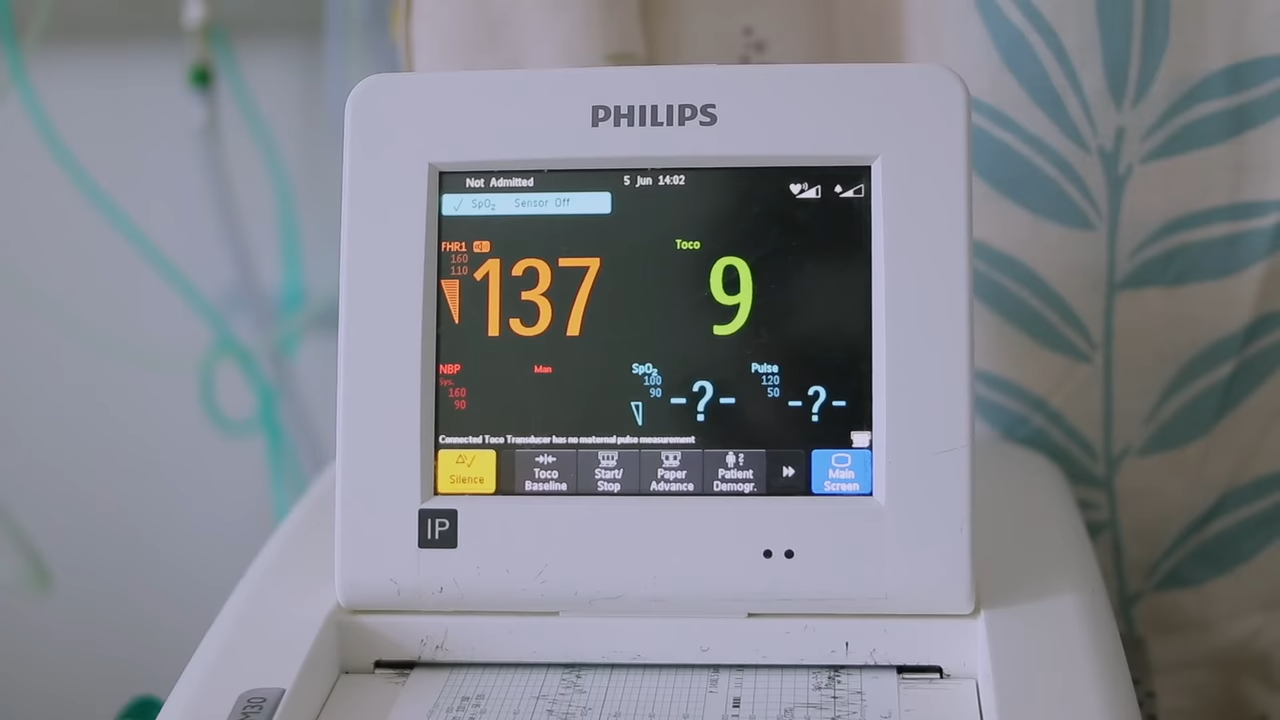 PHILIPS
Not Admitted
5 Jun 14:02
SpO₂ Sensor Off
FHR1
160
110
137
Toco
9
NBP
Sys.
160
90
Man
SpO₂
100
90
-?-
Pulse
120
50
-?-
Connected Toco Transducer has no maternal pulse measurement
Silence
Toco
Baseline
Start/
Stop
Paper
Advance
Patient
Demogr.
Main
Screen
IP
M30